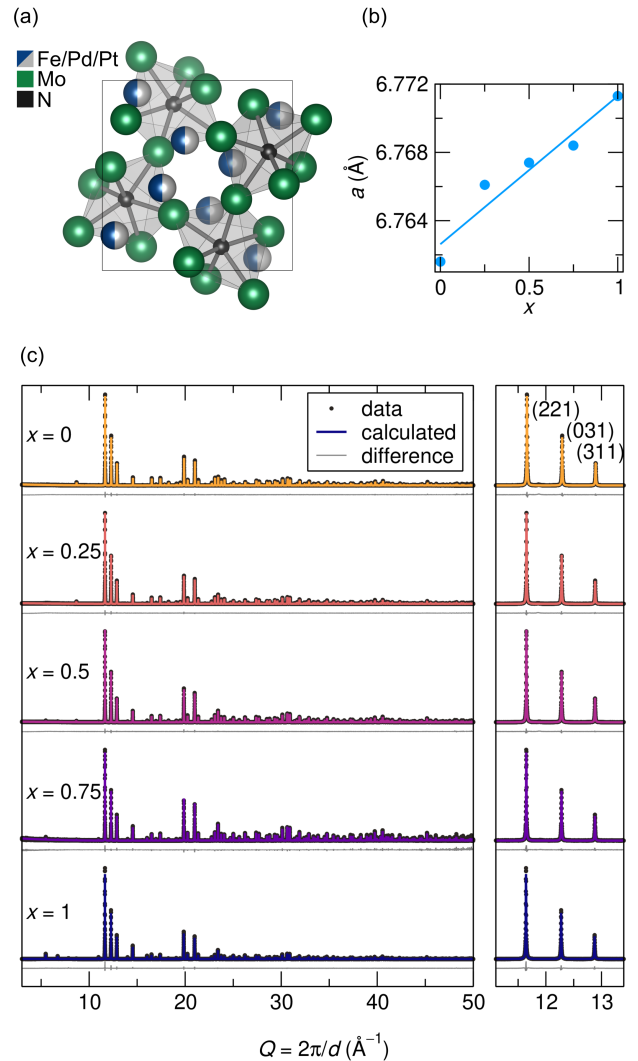 (a)
Fe/Pd/Pt
Mo
N
(b)
6.772
6.768
6.764
a (Å)
0 0.5 1
x
(c)
data
calculated
difference
x = 0
x = 0.25
x = 0.5
x = 0.75
x = 1
(221)
(031)
(311)
10 20 30 40 50
12 13
Q = 2π/d (Å⁻¹)